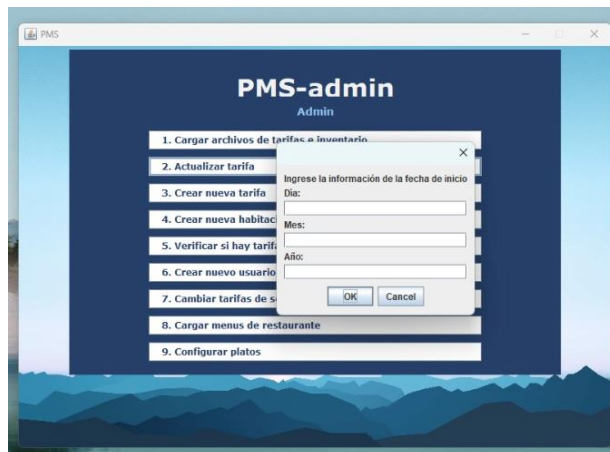 PMS
PMS-admin
Admin
1. Cargar archivos de tarifas e inventario
2. Actualizar tarifa
3. Crear nueva tarifa
4. Crear nueva habitaci
5. Verificar si hay tarifa
6. Crear nuevo usuario
7. Cambiar tarifas de s
8. Cargar menus de restaurante
9. Configurar platos
Ingrese la información de la fecha de inicio
Dia:
Mes:
Año:
OK Cancel